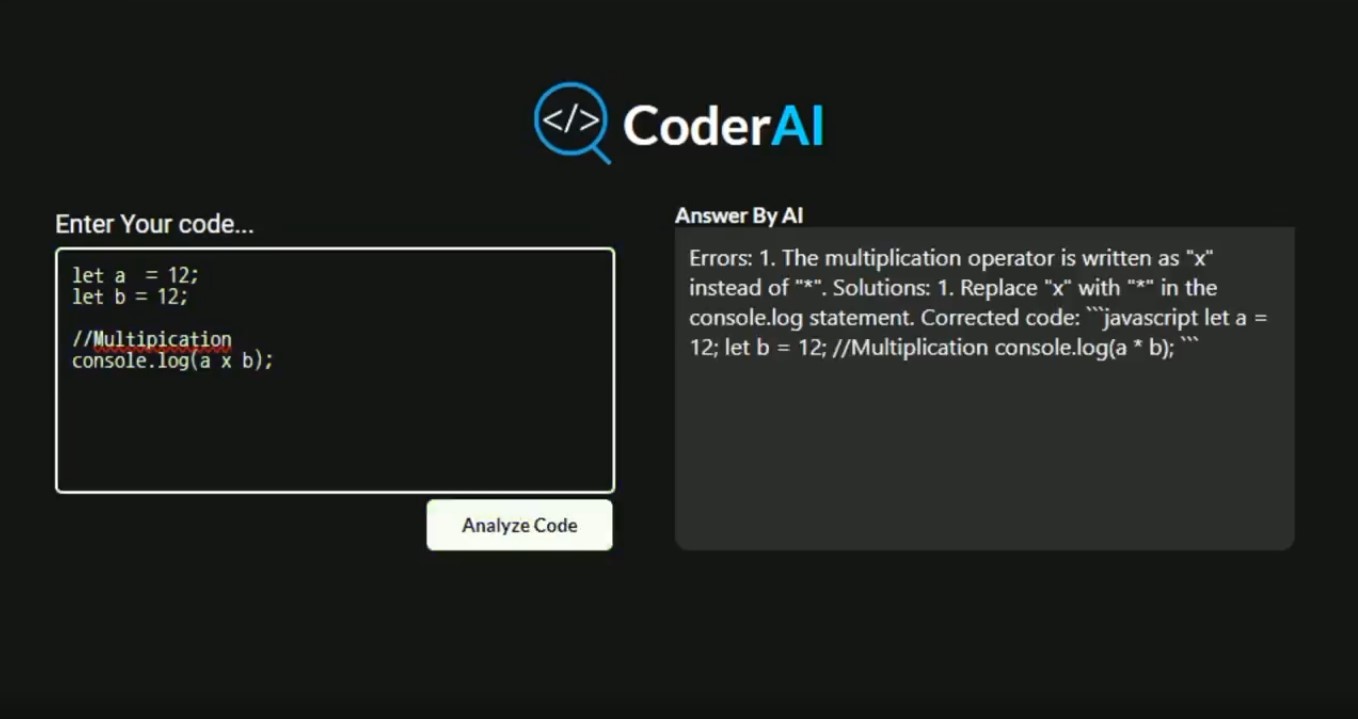 </> CoderAI
Enter Your code...
let a  = 12;
let b = 12;
//Multipication
console.log(a x b);
Analyze Code
Answer By AI
Errors: 1. The multiplication operator is written as "x"
instead of "*". Solutions: 1. Replace "x" with "*" in the
console.log statement. Corrected code: ```javascript let a =
12; let b = 12; //Multiplication console.log(a * b); ```